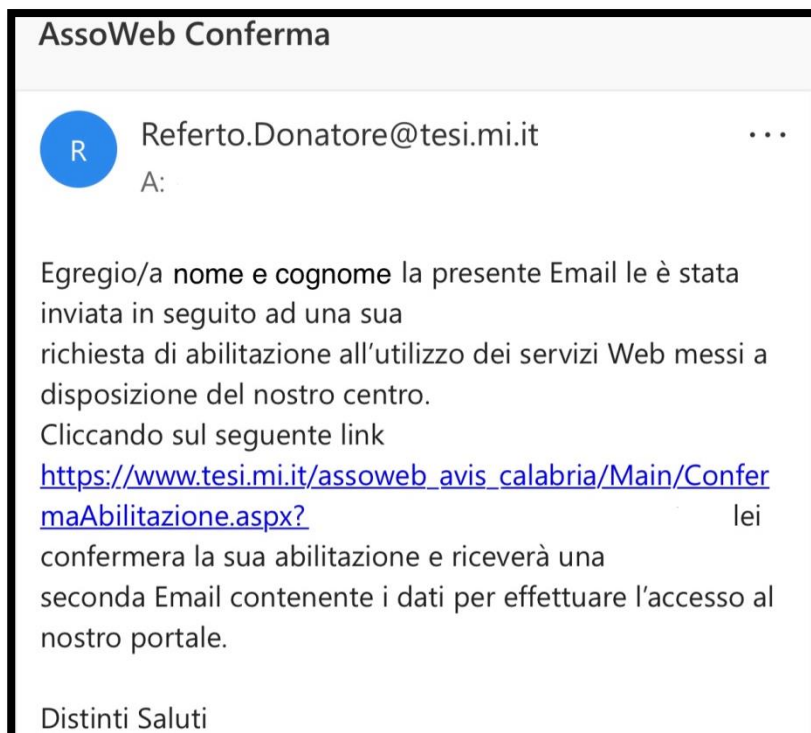 AssoWeb Conferma
R
Referto.Donatore@tesi.mi.it
...
A:
Egregio/a nome e cognome la presente Email le è stata
inviata in seguito ad una sua
richiesta di abilitazione all'utilizzo dei servizi Web messi a
disposizione del nostro centro.
Cliccando sul seguente link
https://www.tesi.mi.it/assoweb_avis_calabria/Main/Confer
maAbilitazione.aspx? lei
confermera la sua abilitazione e riceverà una
seconda Email contenente i dati per effettuare l'accesso al
nostro portale.
Distinti Saluti